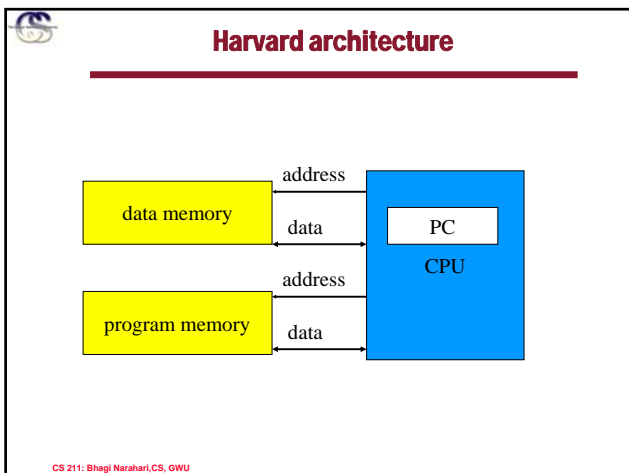 Harvard architecture
address
data memory
data
PC
CPU
address
program memory
data
CS 211: Bhagi Narahari,CS, GWU